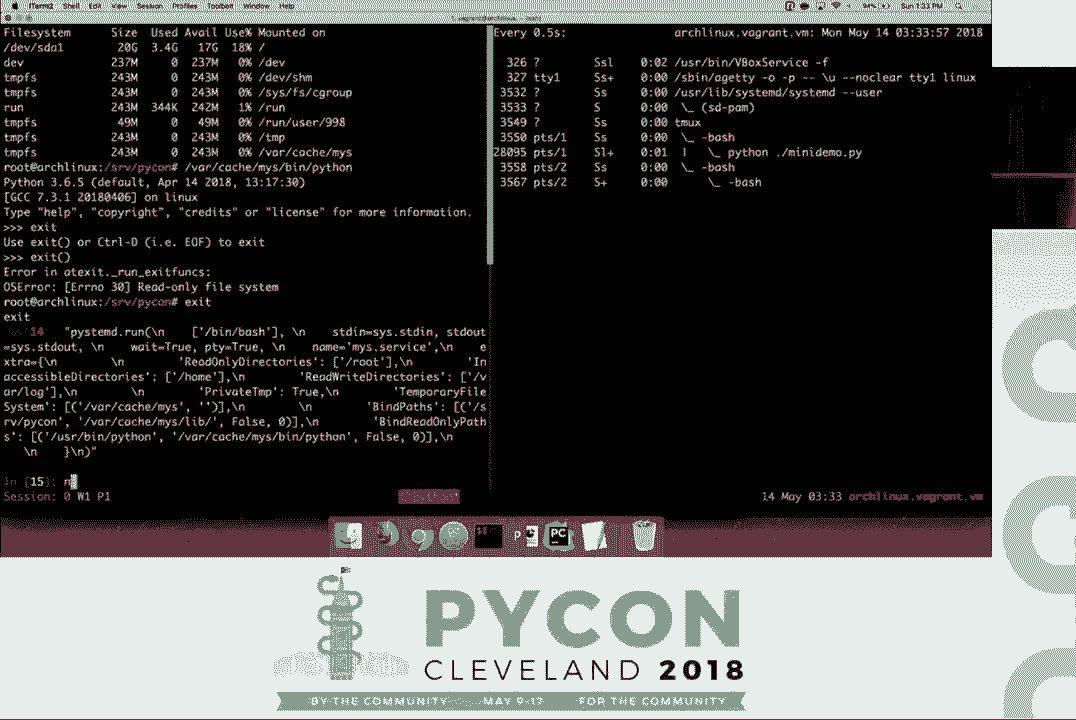 iTerm2 Shell Edit View Session Profiles Toolbelt Window Help
Sun 1:33 PM
Filesystem Size Used Avail Use% Mounted on
/dev/sda1 20G 3.4G 17G 18% /
dev 237M 0 237M 0% /dev
tmpfs 243M 0 243M 0% /dev/shm
tmpfs 243M 0 243M 0% /sys/fs/cgroup
run 243M 344K 242M 1% /run
tmpfs 49M 0 49M 0% /run/user/998
tmpfs 243M 0 243M 0% /tmp
tmpfs 243M 0 243M 0% /var/cache/mys
root@archlinux:/srv/pycon# /var/cache/mys/bin/python
Python 3.6.5 (default, Apr 14 2018, 13:17:30)
[GCC 7.3.1 20180406] on linux
Type "help", "copyright", "credits" or "license" for more information.
>>> exit
Use exit() or Ctrl-D (i.e. EOF) to exit
>>> exit()
Error in atexit._run_exitfuncs:
OSError: [Errno 30] Read-only file system
root@archlinux:/srv/pycon# exit
exit
14 "pystemd.run(\n ['/bin/bash'], \n stdin=sys.stdin, stdout
=sys.stdout, \n wait=True, pty=True, \n name='mys.service',\n e
xtra={\n \n 'ReadOnlyDirectories': ['/root'],\n 'In
accessibleDirectories': ['/home'],\n 'ReadWriteDirectories': ['/v
ar/log'],\n \n 'PrivateTmp': True,\n 'TemporaryFile
System': [('/var/cache/mys', '')],\n \n 'BindPaths': [('/s
rv/pycon', '/var/cache/mys/lib/', False, 0)],\n 'BindReadOnlyPath
s': [('/usr/bin/python', '/var/cache/mys/bin/python', False, 0)],\n
\n }\n)"
In [15]: n
Session: 0 W1 P1
Every 0.5s: archlinux.vagrant.vm: Mon May 14 03:33:57 2018
326 ? Ssl 0:02 /usr/bin/VBoxService -f
327 tty1 Ss+ 0:00 /sbin/agetty -o -p -- \u --noclear tty1 linux
3532 ? Ss 0:00 /usr/lib/systemd/systemd --user
3533 ? S 0:00 \_ (sd-pam)
3549 ? Ss 0:00 tmux
3550 pts/1 Ss 0:00 \_ -bash
28095 pts/1 Sl+ 0:01 | \_ python ./minidemo.py
3558 pts/2 Ss 0:00 \_ -bash
3567 pts/2 S+ 0:00 \_ -bash
14 May 03:33 archlinux.vagrant.vm
PC
PYCON
CLEVELAND 2018
BY THE COMMUNITY MAY 9-17 FOR THE COMMUNITY